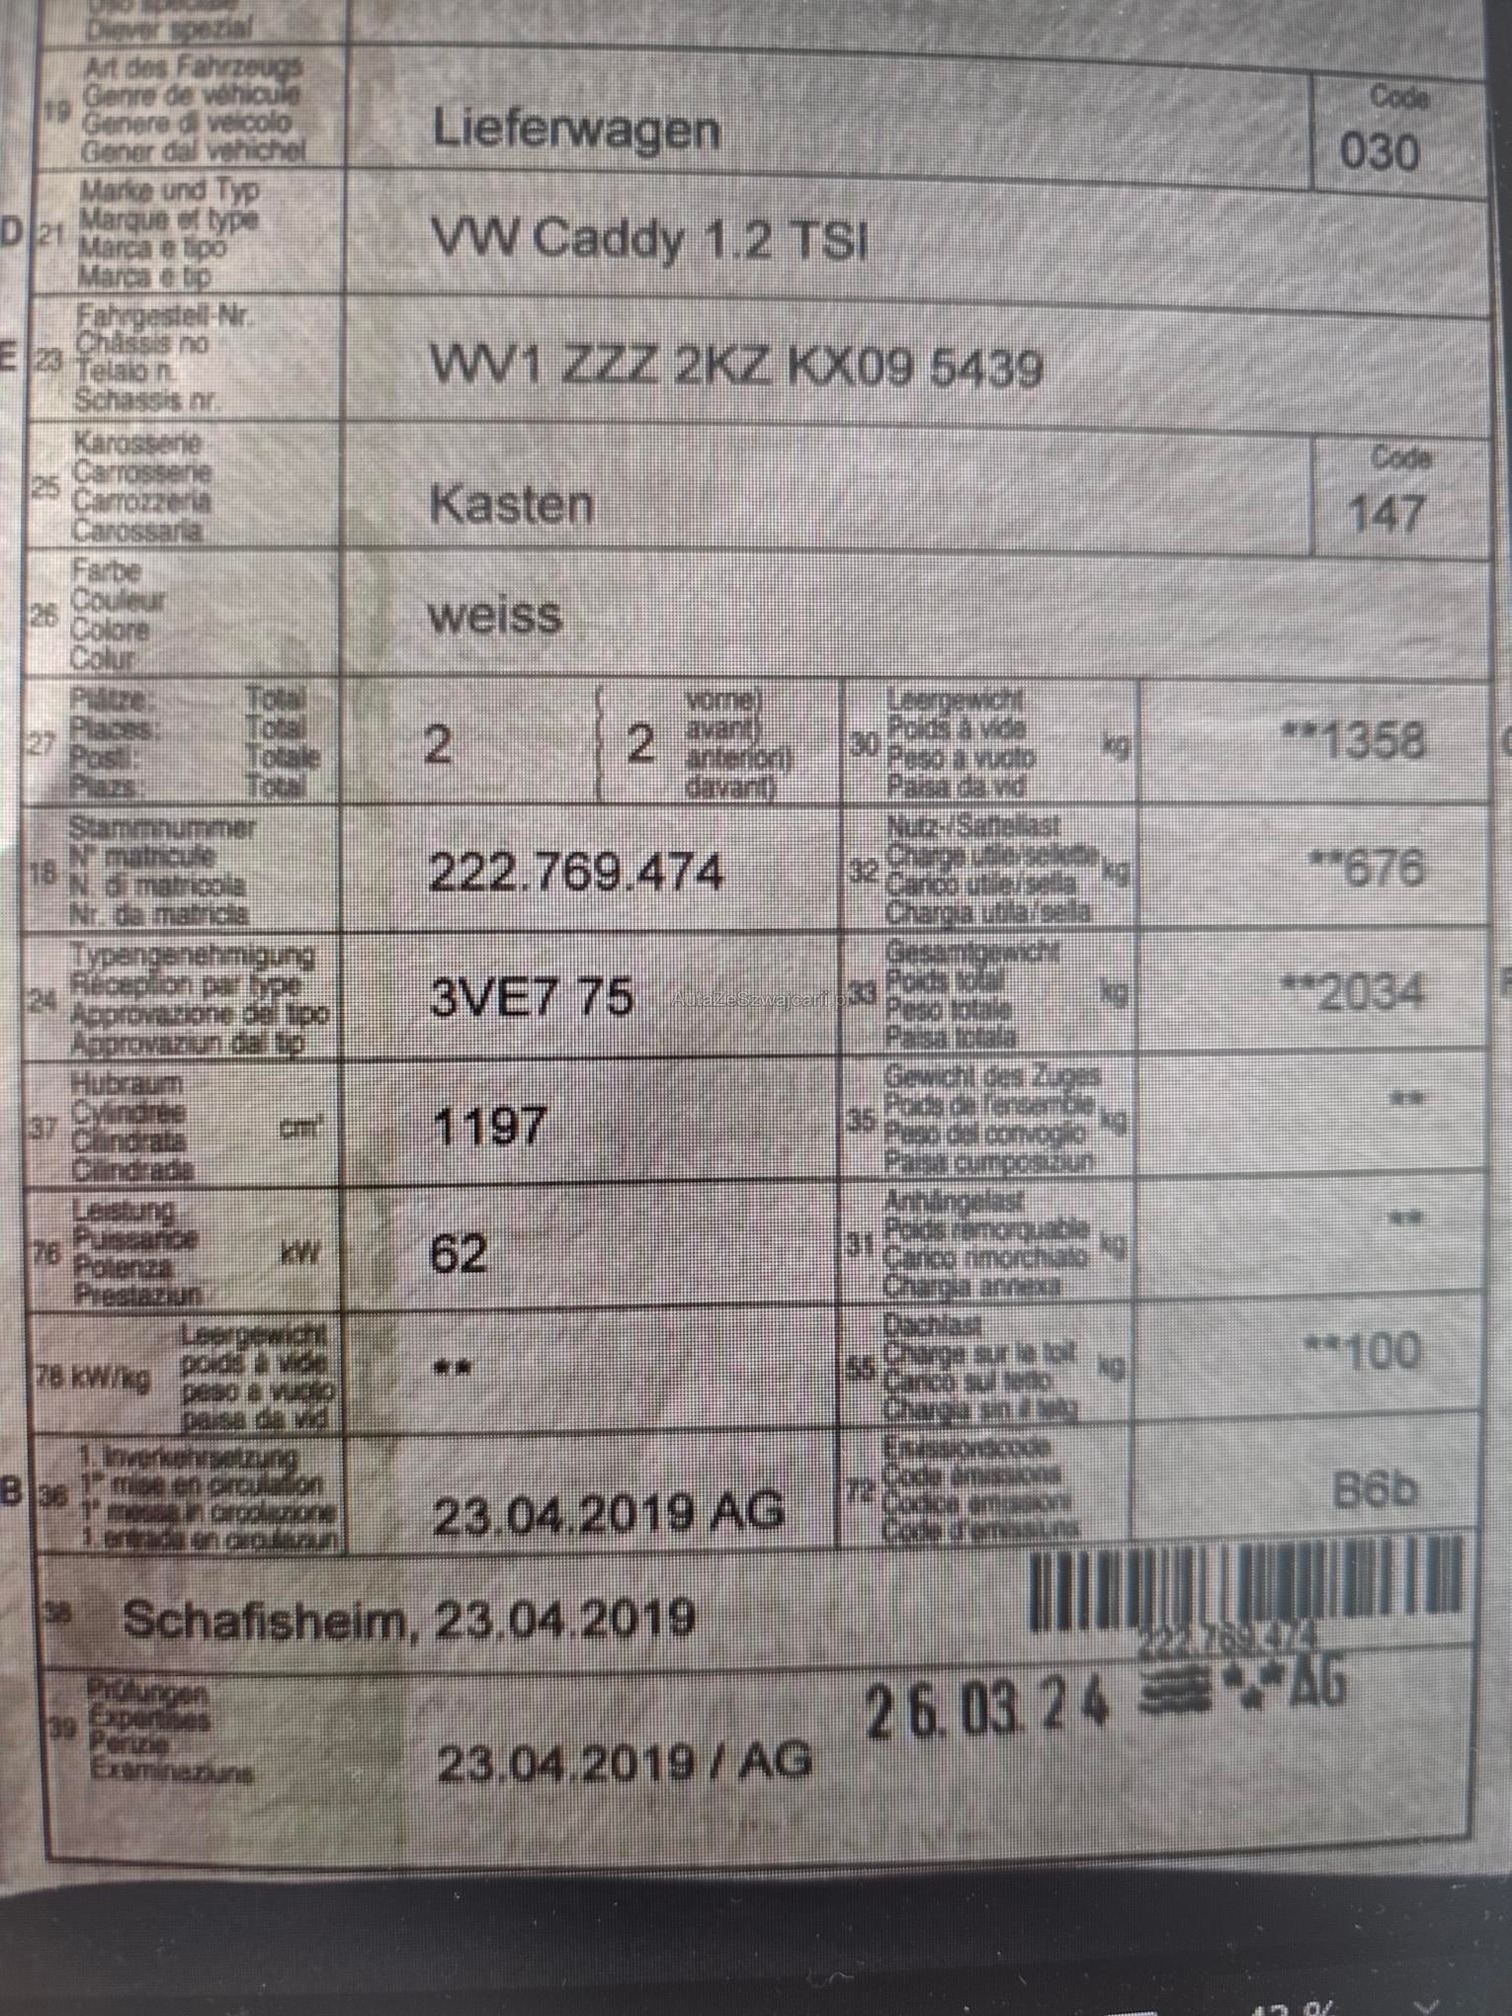 Diever spezial
19 Art des Fahrzeugs
Genre de véhicule
Genere di veicolo
Gener dal vehichel
Lieferwagen
Code
030
D 21 Marke und Typ
Marque et type
Marca e tipo
Marca e tip
VW Caddy 1.2 TSI
E 23 Fahrgestell-Nr.
Châssis no
Telaio n.
Schassis nr.
WV1 ZZZ 2KZ KX09 5439
25 Karosserie
Carrosserie
Carrozzeria
Carossaria
Kasten
Code
147
26 Farbe
Couleur
Colore
Colur
weiss
27 Plätze: Total
Places: Total
Posti: Totale
Plazs: Total
2 { 2
vorne)
avant)
anteriori)
davant)
30 Leergewicht
Poids à vide
Peso a vuoto
Paisa da vid
kg
**1358
18 Stammnummer
N° matricule
N. di matricola
Nr. da matricla
222.769.474
32 Nutz-/Sattellast
Charge utile/sellette
Carico utile/sella
Chargia utila/sella
kg
**676
24 Typengenehmigung
Réception par type
Approvazione del tipo
Approvaziun dal tip
3VE7 75
AutaZeSzwajcarii
33 Gesamtgewicht
Poids total
Peso totale
Paisa totala
kg
**2034
37 Hubraum
Cylindrée
Cilindrata
Cilindrada
cm³
1197
35 Gewicht des Zuges
Poids de l'ensemble
Peso del convoglio
Paisa cumposiziun
kg
**
76 Leistung
Puissance
Potenza
Prestaziun
kW
62
31 Anhängelast
Poids remorquable
Carico rimorchiato
Chargia annexa
kg
**
78 kW/kg
Leergewicht
poids à vide
peso a vuoto
paisa da vid
**
55 Dachlast
Charge sur le toit
Carico sul tetto
Chargia sin il tetg
kg
**100
B 36 1. Inverkehrsetzung
1re mise en circulation
1a messa in circolazione
1. entrada en circulaziun
23.04.2019 AG
72 Emissionscode
Code émissions
Codice emissioni
Code d'emissiuns
B6b
38 Schafisheim, 23.04.2019
222.769.474
39 Prüfungen
Expertises
Perizie
Examinaziuns
23.04.2019 / AG
26. 03. 24 AG